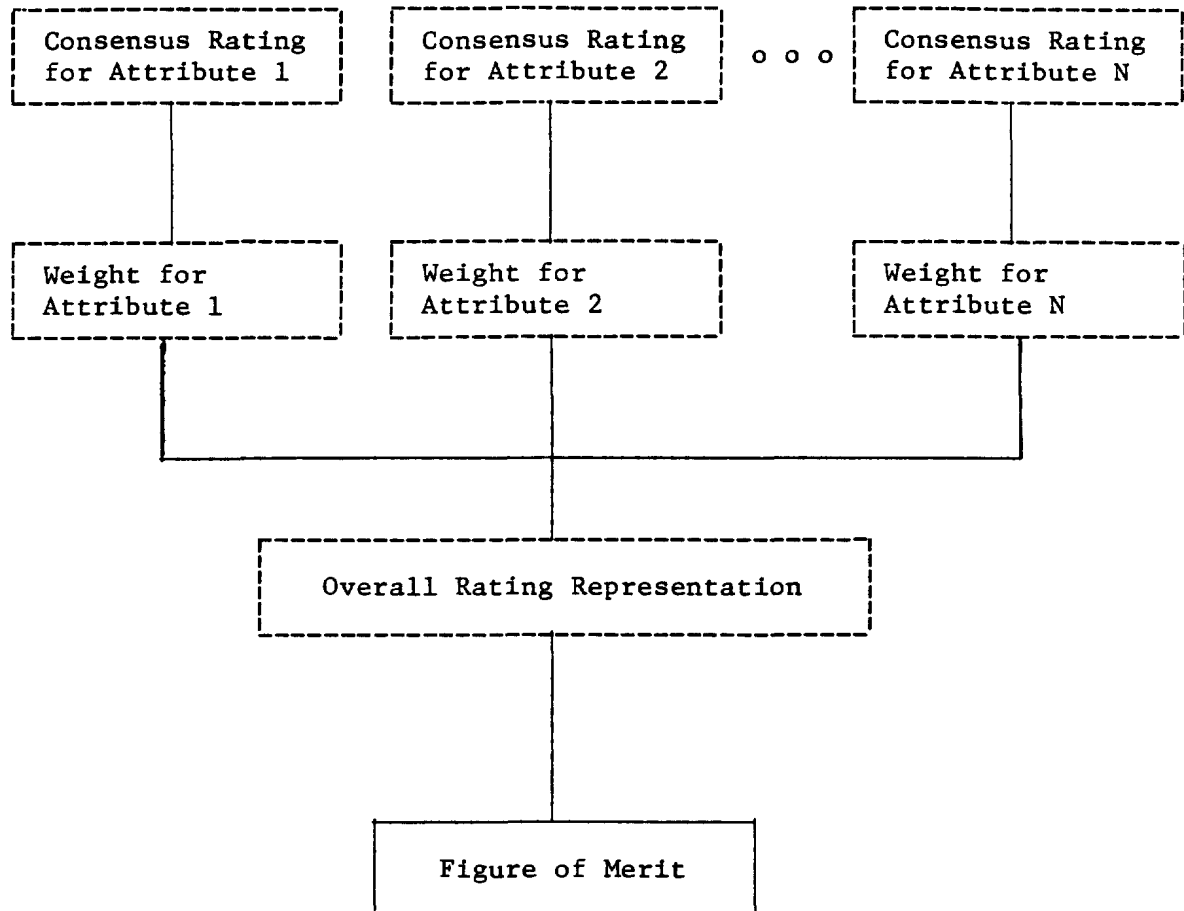 Consensus Rating
for Attribute 1
Consensus Rating
for Attribute 2
o o o
Consensus Rating
for Attribute N
Weight for
Attribute 1
Weight for
Attribute 2
Weight for
Attribute N
Overall Rating Representation
Figure of Merit